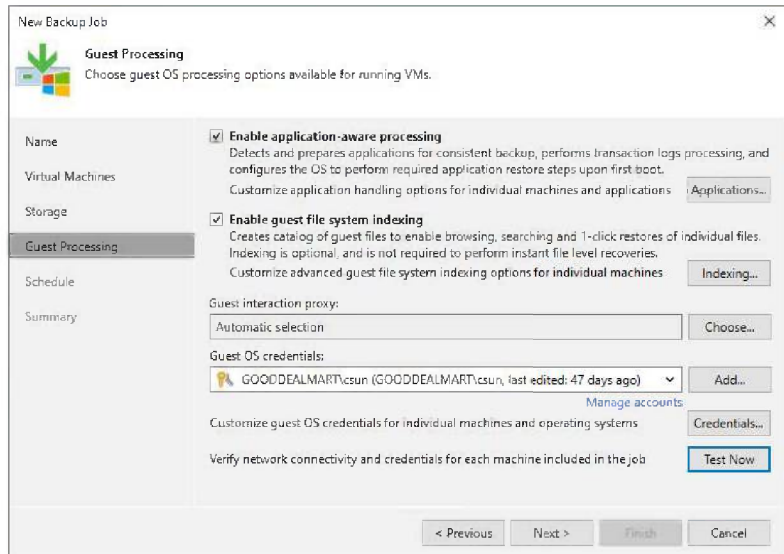 New Backup Job
Guest Processing
Choose guest OS processing options available for running VMs.
Name
Virtual Machines
Storage
Guest Processing
Schedule
Summary
Enable application-aware processing
Detects and prepares applications for consistent backup, performs transaction logs processing, and
configures the OS to perform required application restore steps upon first boot.
Customize application handling options for individual machines and applications
Applications...
Enable guest file system indexing
Creates catalog of guest files to enable browsing, searching and 1-click restores of individual files.
Indexing is optional, and is not required to perform instant file level recoveries.
Customize advanced guest file system indexing options for individual machines
Indexing...
Guest interaction proxy:
Automatic selection
Choose...
Guest OS credentials:
GOODDEALMART\csun (GOODDEALMART\csun, last edited: 47 days ago)
Add...
Manage accounts
Customize guest OS credentials for individual machines and operating systems
Credentials...
Verify network connectivity and credentials for each machine included in the job
Test Now
< Previous
Next >
Finish
Cancel